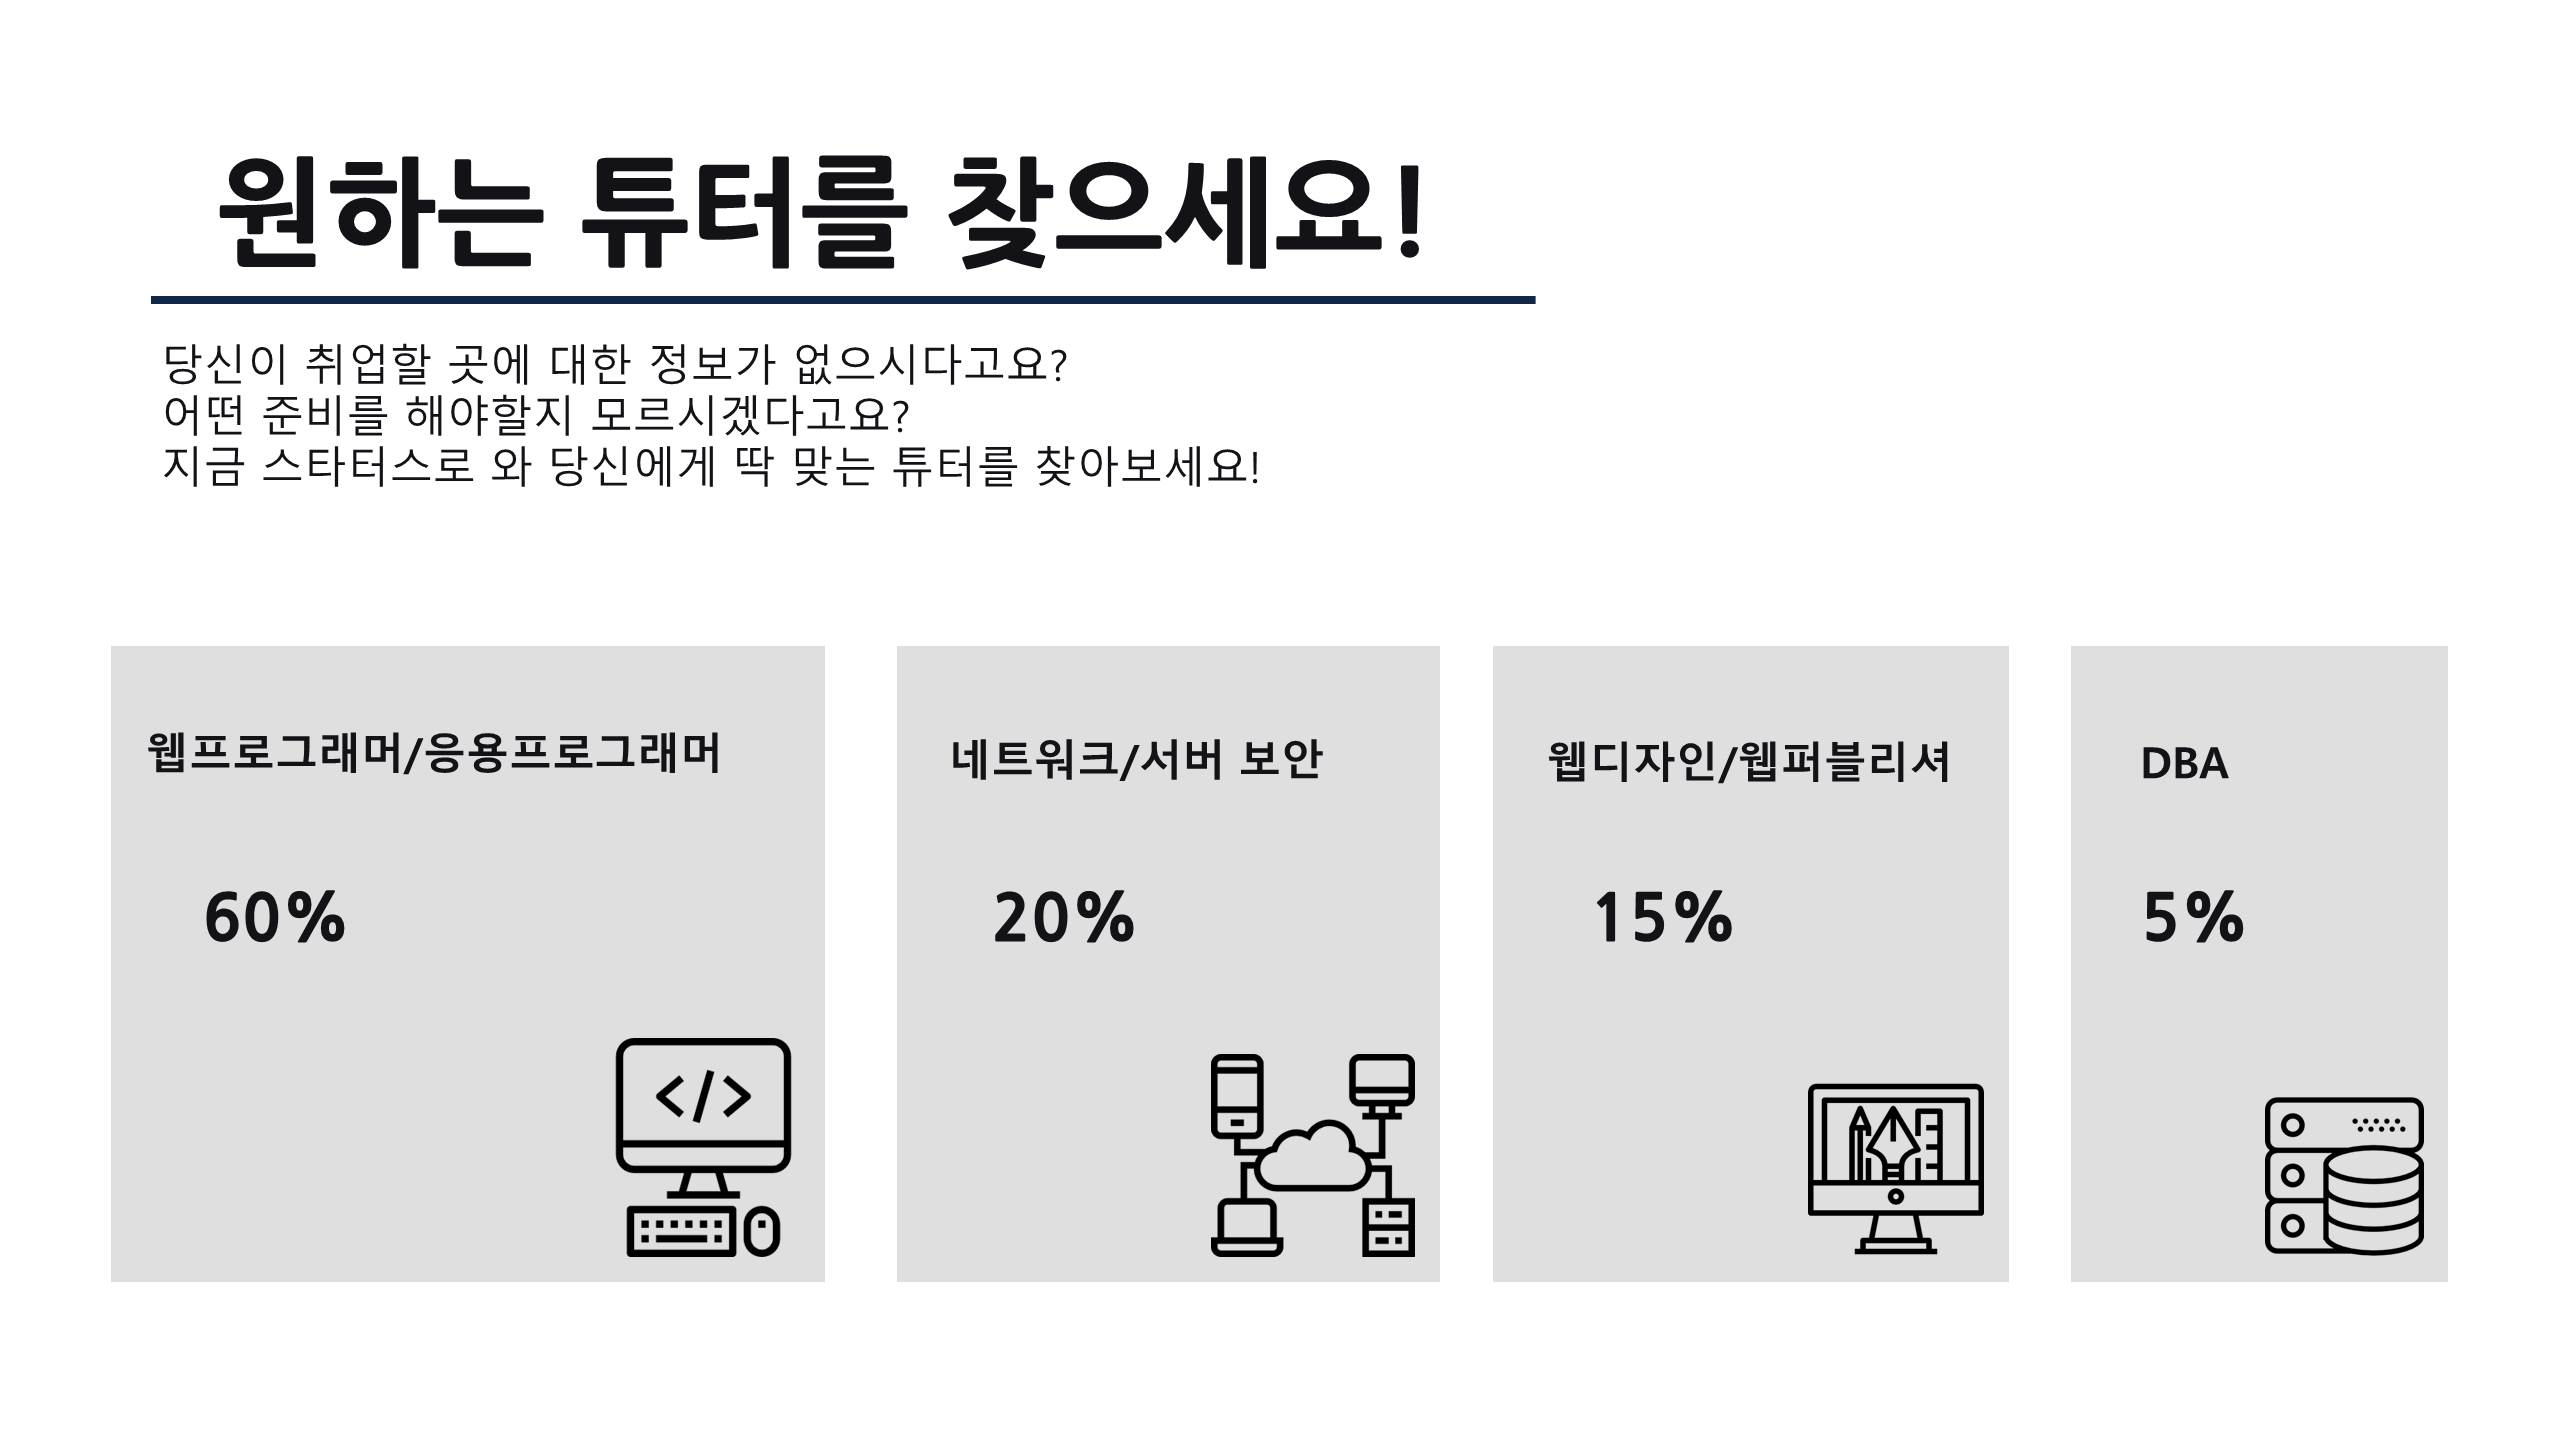 원하는 튜터를 찾으세요!
당신이 취업할 곳에 대한 정보가 없으시다고요?
어떤 준비를 해야할지 모르시겠다고요?
지금 스타터스로 와 당신에게 딱 맞는 튜터를 찾아보세요!
웹프로그래머/응용프로그래머
60%
네트워크/서버 보안
20%
웹디자인/웹퍼블리셔
15%
DBA
5%